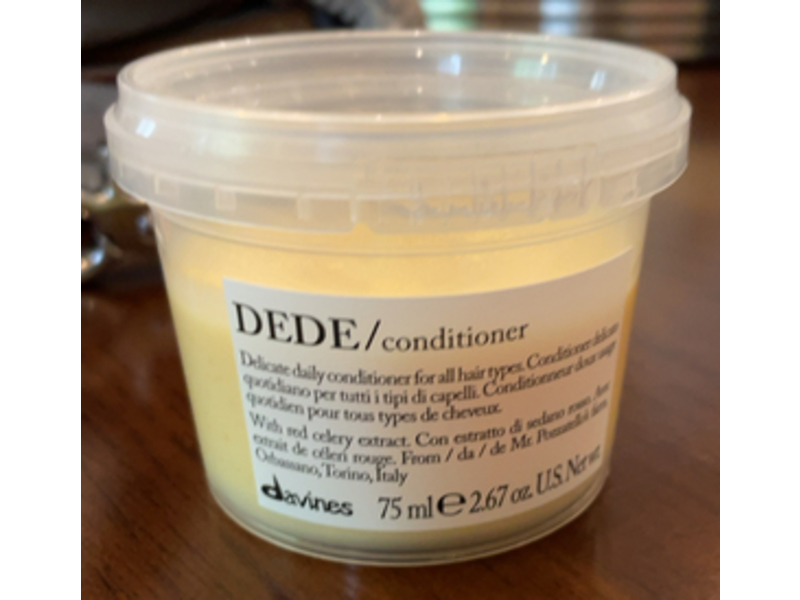 DEDE/conditioner
Delicate daily conditioner for all hair types. Conditioner delicato
quotidiano per tutti i tipi di capelli. Conditionneur doux usage
quotidien pour tous types de cheveux.
With red celery extract. Con estratto di sedano rosso. Avec
extrait de céleri rouge. From / da / de Mr. Pozzatello's farm,
Orbassano, Torino, Italy
davines 75 ml ℮ 2.67 oz. U.S. Net wt.